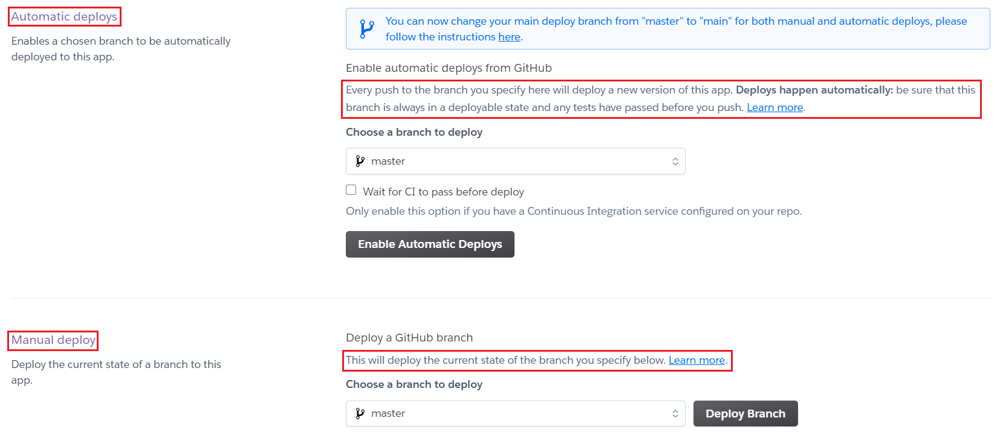 Automatic deploys
Enables a chosen branch to be automatically
deployed to this app.
You can now change your main deploy branch from "master" to "main" for both manual and automatic deploys, please
follow the instructions here.
Enable automatic deploys from GitHub
Every push to the branch you specify here will deploy a new version of this app. Deploys happen automatically: be sure that this
branch is always in a deployable state and any tests have passed before you push. Learn more.
Choose a branch to deploy
master
Wait for CI to pass before deploy
Only enable this option if you have a Continuous Integration service configured on your repo.
Enable Automatic Deploys
Manual deploy
Deploy the current state of a branch to this
app.
Deploy a GitHub branch
This will deploy the current state of the branch you specify below. Learn more.
Choose a branch to deploy
master
Deploy Branch